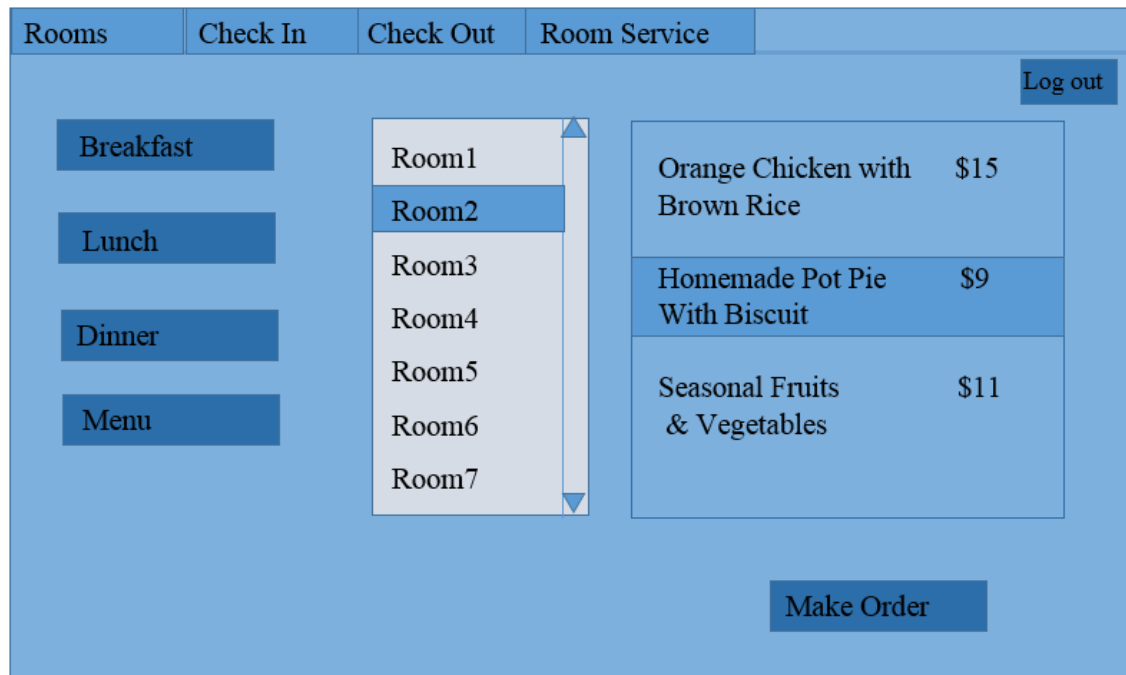 Rooms
Check In
Check Out
Room Service
Log out
Breakfast
Lunch
Dinner
Menu
Room1
Room2
Room3
Room4
Room5
Room6
Room7
Orange Chicken with $15
Brown Rice
Homemade Pot Pie $9
With Biscuit
Seasonal Fruits $11
& Vegetables
Make Order